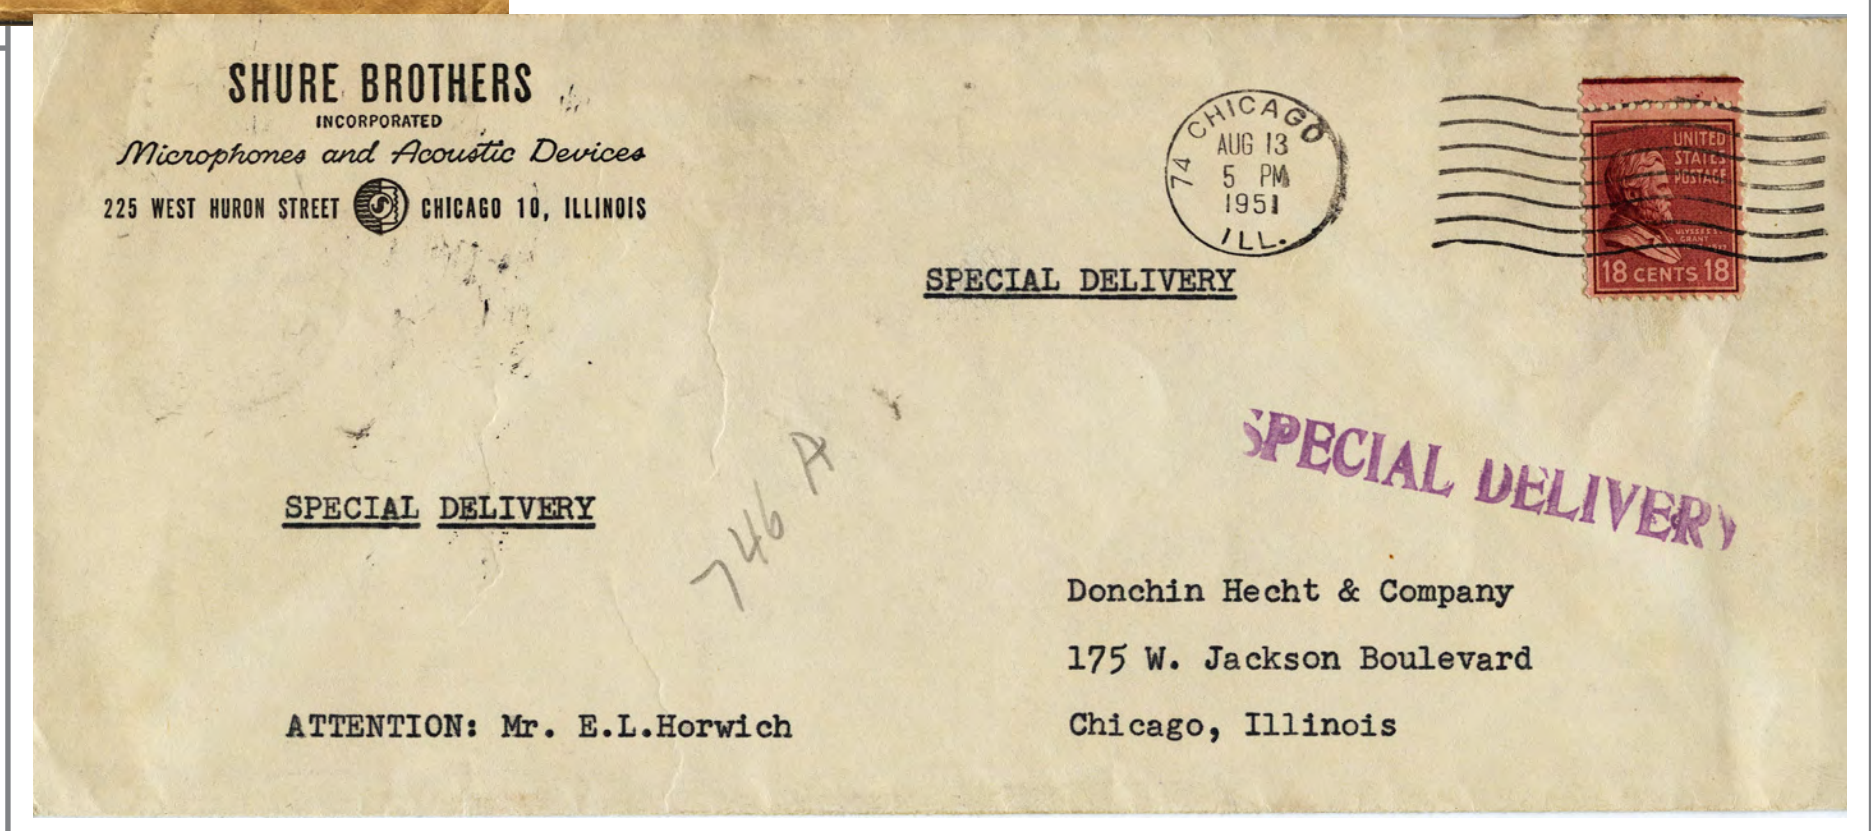 SHURE BROTHERS
INCORPORATED
Microphones and Acoustic Devices
225 WEST HURON STREET S CHICAGO 10, ILLINOIS
74 CHICAGO
AUG 13
5 PM
1951
ILL.
UNITED
STATES
POSTAGE
ULYSSES S.
GRANT
18 CENTS 18
SPECIAL DELIVERY
SPECIAL DELIVERY
SPECIAL DELIVERY
746 A
Donchin Hecht & Company
175 W. Jackson Boulevard
Chicago, Illinois
ATTENTION: Mr. E.L.Horwich